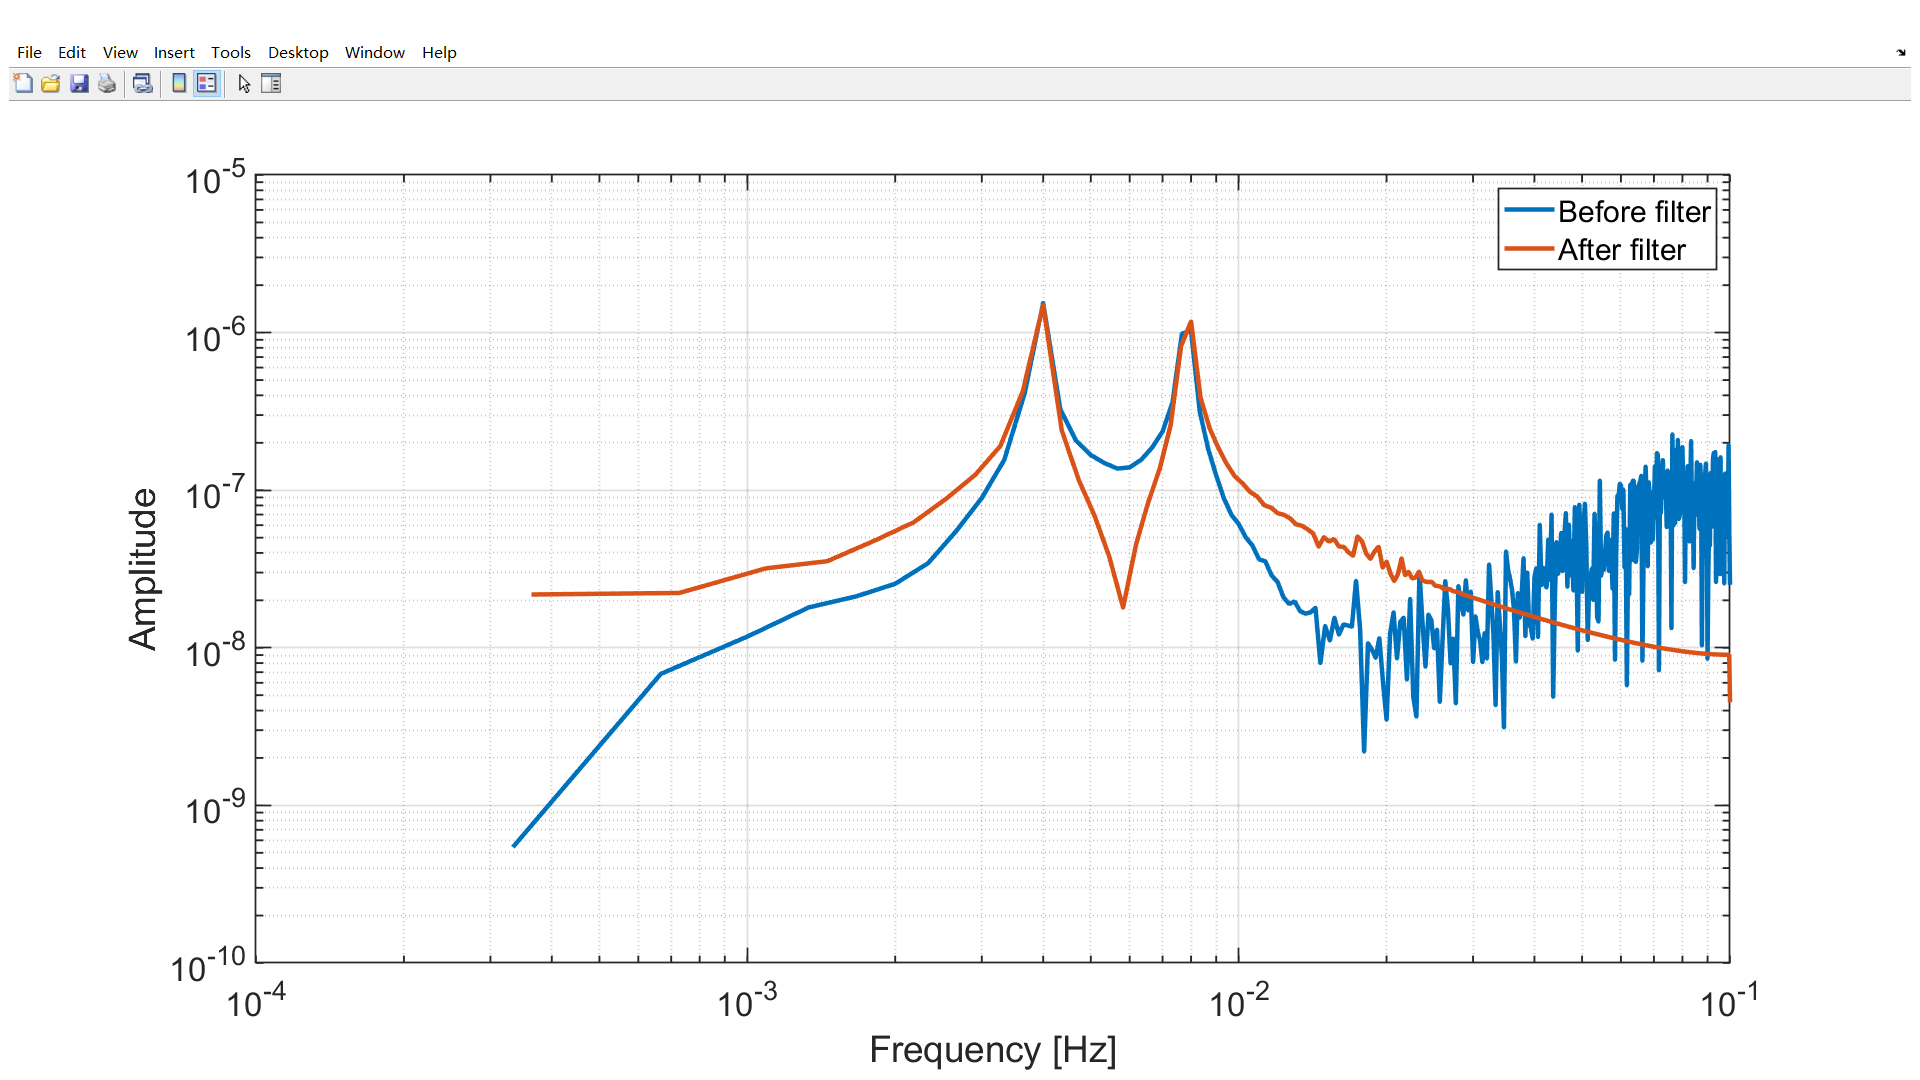 File Edit View Insert Tools Desktop Window Help
10^-5
Before filter
After filter
10^-6
10^-7
10^-8
10^-9
10^-10
Amplitude
10^-4 10^-3 10^-2 10^-1
Frequency [Hz]